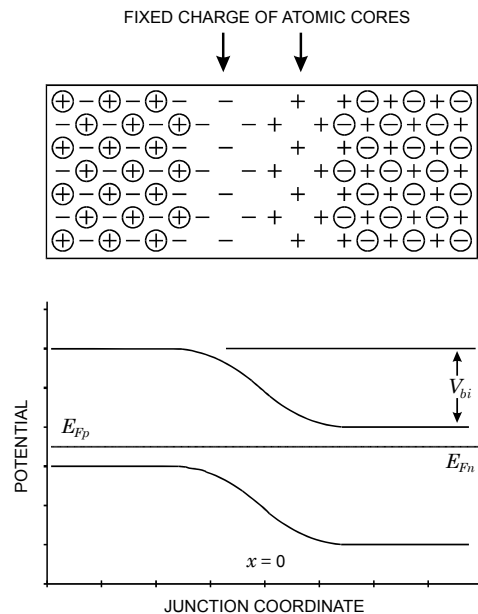 FIXED CHARGE OF ATOMIC CORES
V_bi
E_Fp
E_Fn
POTENTIAL
x = 0
JUNCTION COORDINATE